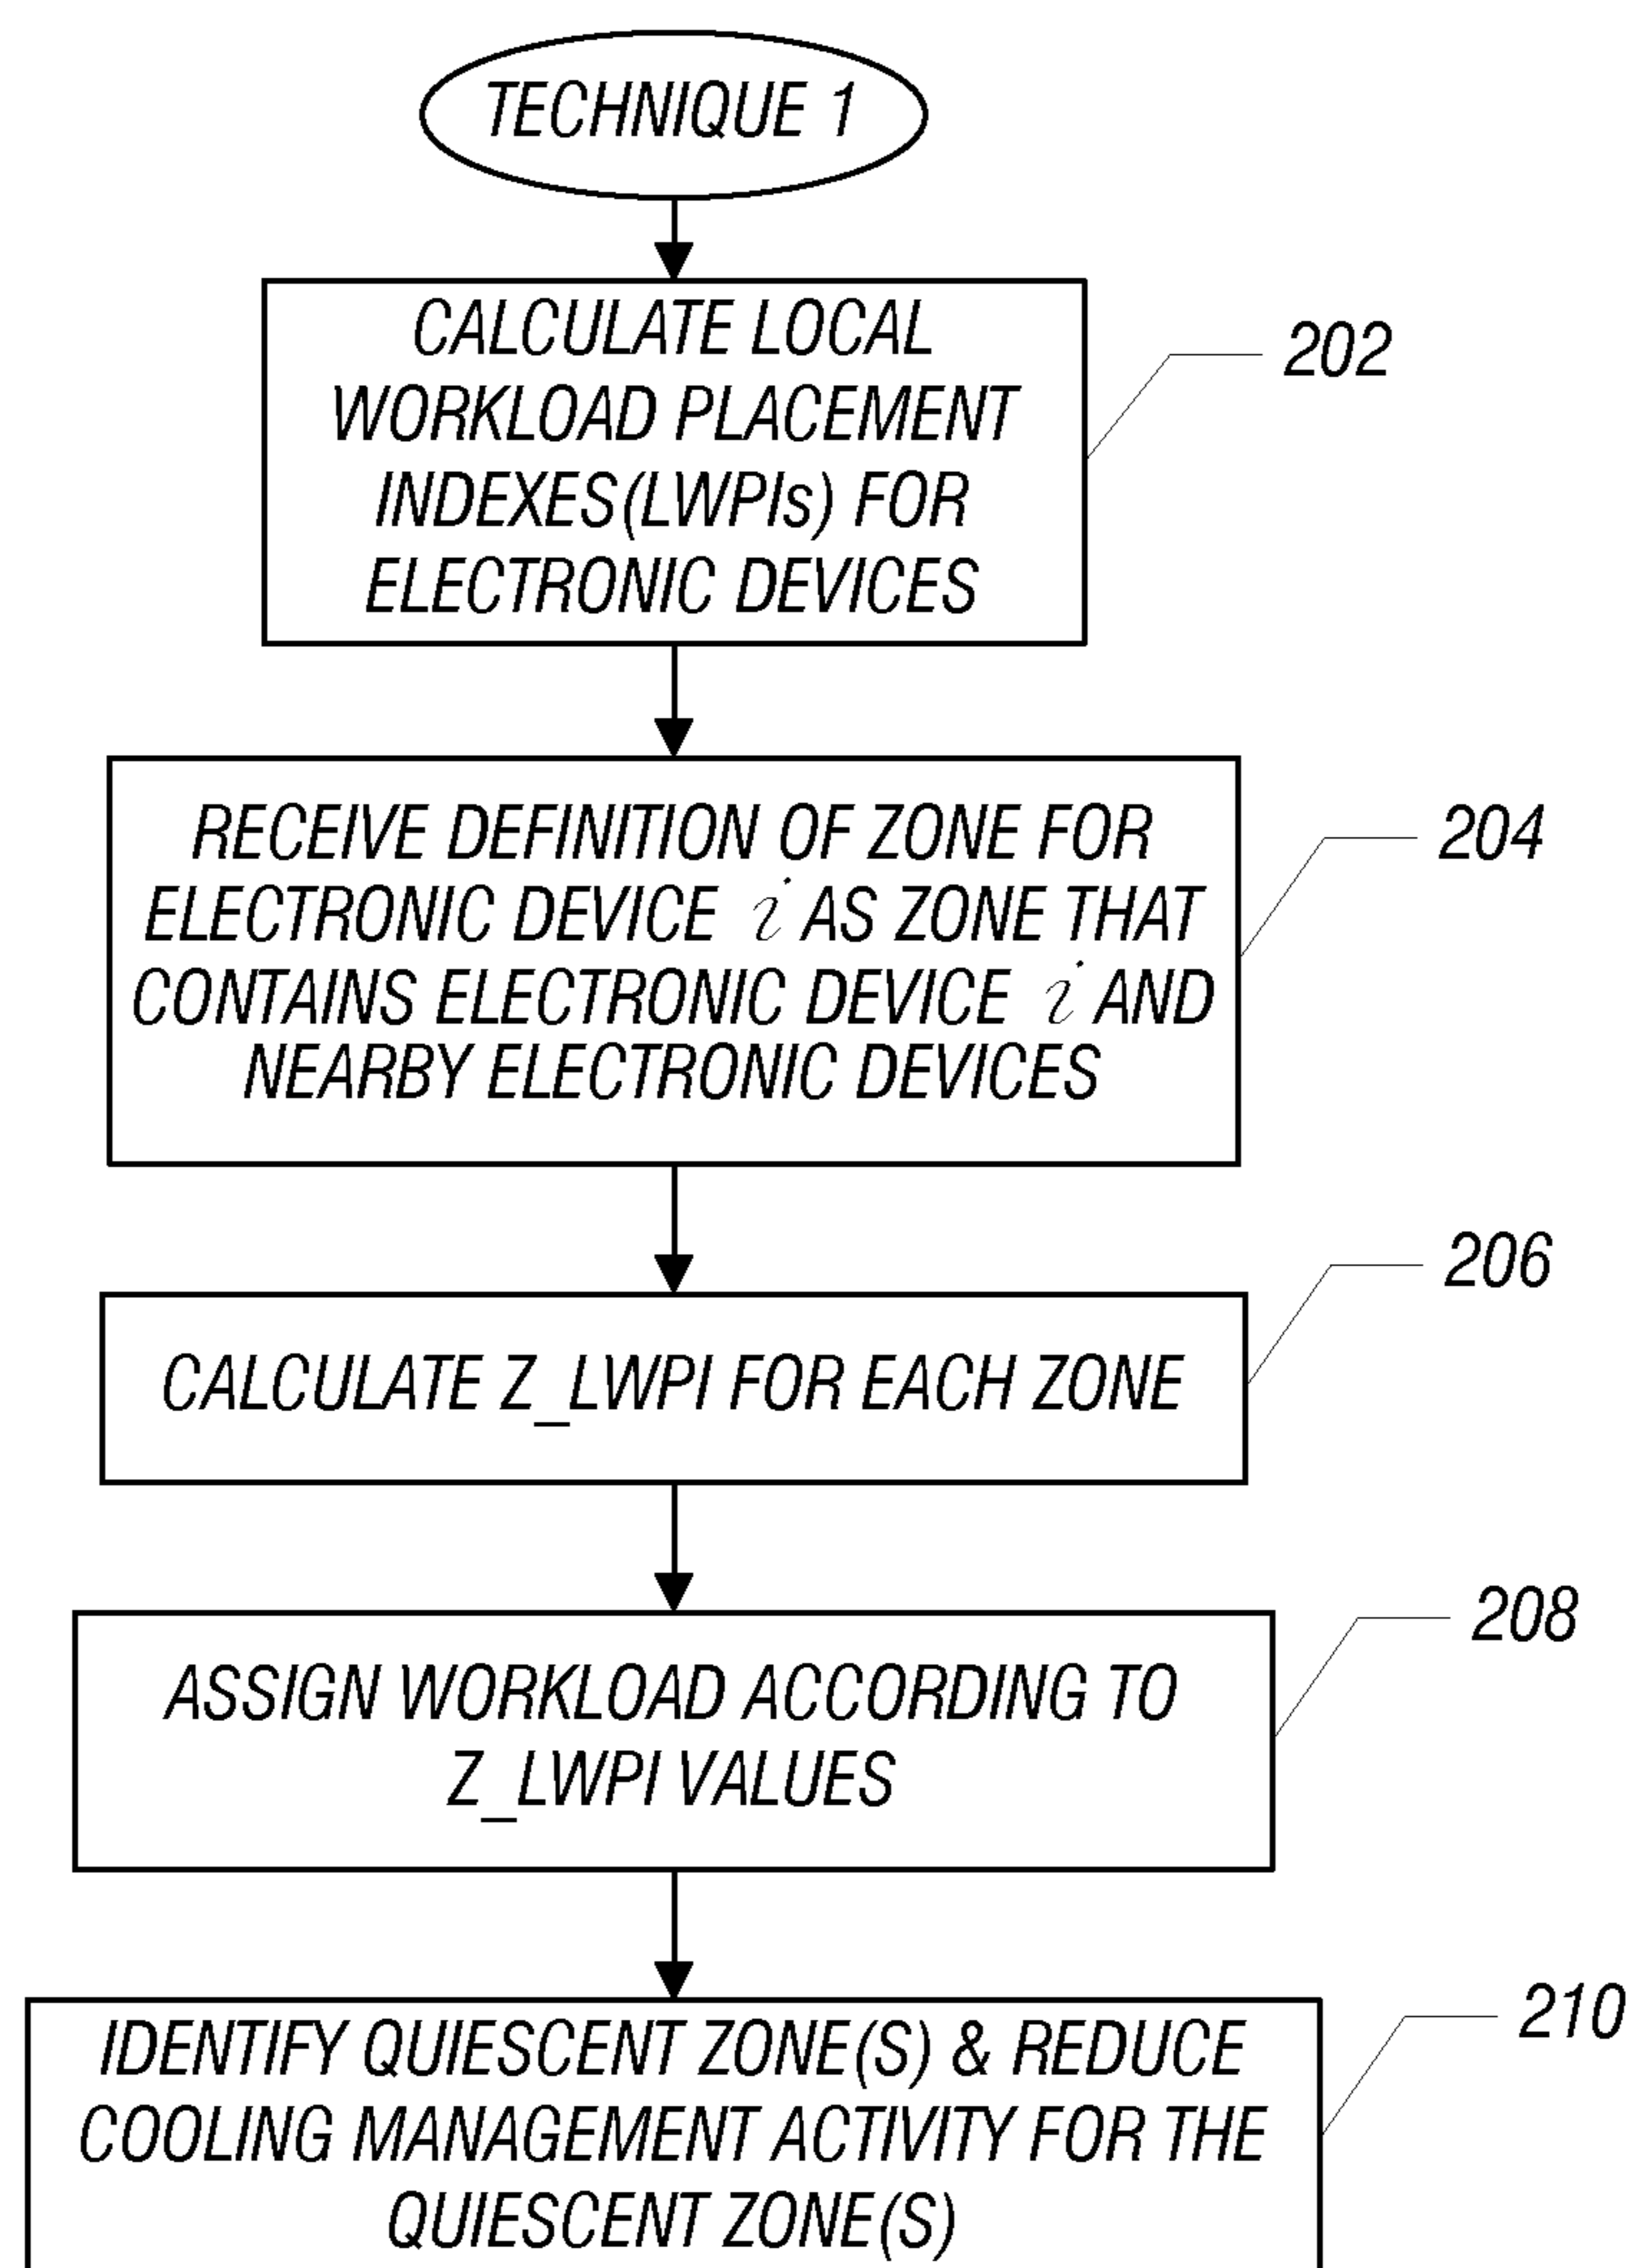 TECHNIQUE 1
CALCULATE LOCAL
WORKLOAD PLACEMENT
INDEXES(LWPIs) FOR
ELECTRONIC DEVICES
202
RECEIVE DEFINITION OF ZONE FOR
ELECTRONIC DEVICE i AS ZONE THAT
CONTAINS ELECTRONIC DEVICE i AND
NEARBY ELECTRONIC DEVICES
204
CALCULATE Z_LWPI FOR EACH ZONE
206
ASSIGN WORKLOAD ACCORDING TO
Z_LWPI VALUES
208
IDENTIFY QUIESCENT ZONE(S) & REDUCE
COOLING MANAGEMENT ACTIVITY FOR THE
QUIESCENT ZONE(S)
210